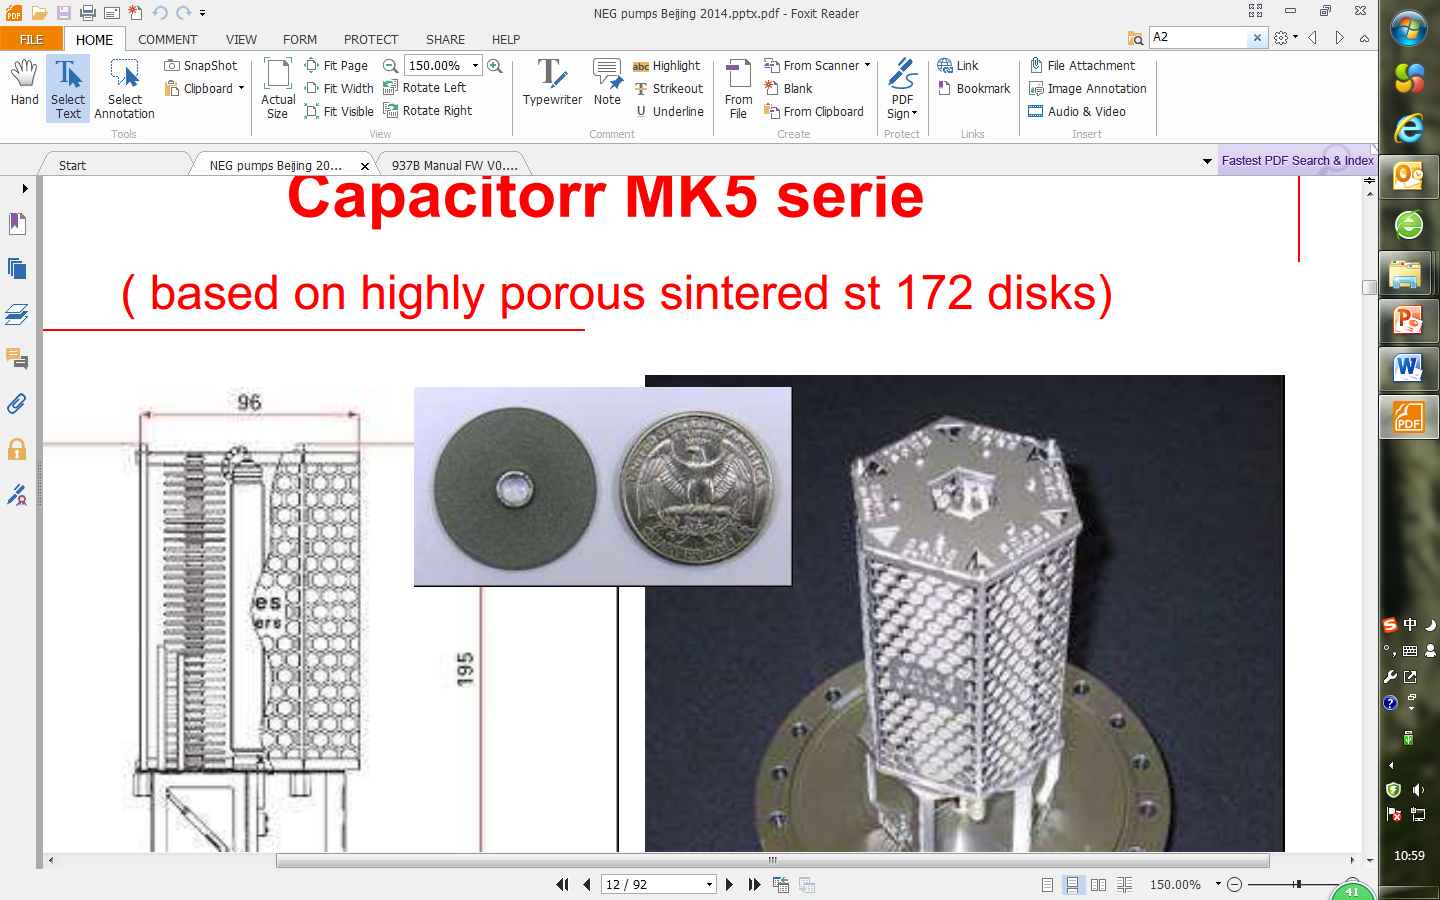 NEG pumps Beijing 2014.pptx.pdf - Foxit Reader
FILE HOME COMMENT VIEW FORM PROTECT SHARE HELP
A2
Hand
Select Text
Select Annotation
SnapShot
Clipboard
Tools
Actual Size
Fit Page
Fit Width
Fit Visible
150.00%
Rotate Left
Rotate Right
View
Typewriter
Note
abc Highlight
Strikeout
U Underline
Comment
From File
From Scanner
Blank
From Clipboard
Create
PDF Sign
Protect
Link
Bookmark
Links
File Attachment
Image Annotation
Audio & Video
Insert
Start
NEG pumps Beijing 20...
937B Manual FW V0....
Fastest PDF Search & Index
Capacitorr MK5 serie
( based on highly porous sintered st 172 disks)
96
195
12 / 92
150.00%
中
10:59
41